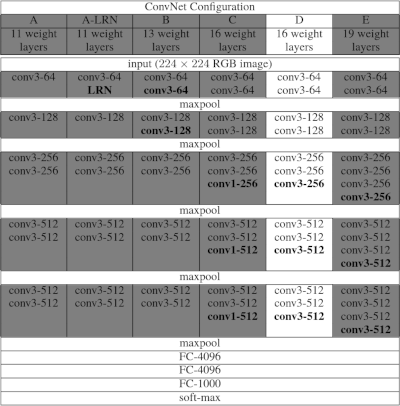 ConvNet Configuration
A A-LRN B C D E
11 weight 11 weight 13 weight 16 weight 16 weight 19 weight
layers layers layers layers layers layers
input (224 × 224 RGB image)
conv3-64 conv3-64 conv3-64 conv3-64 conv3-64 conv3-64
LRN conv3-64 conv3-64 conv3-64 conv3-64
maxpool
conv3-128 conv3-128 conv3-128 conv3-128 conv3-128 conv3-128
conv3-128 conv3-128 conv3-128 conv3-128
maxpool
conv3-256 conv3-256 conv3-256 conv3-256 conv3-256 conv3-256
conv3-256 conv3-256 conv3-256 conv3-256 conv3-256 conv3-256
conv1-256 conv3-256 conv3-256
conv3-256
maxpool
conv3-512 conv3-512 conv3-512 conv3-512 conv3-512 conv3-512
conv3-512 conv3-512 conv3-512 conv3-512 conv3-512 conv3-512
conv1-512 conv3-512 conv3-512
conv3-512
maxpool
conv3-512 conv3-512 conv3-512 conv3-512 conv3-512 conv3-512
conv3-512 conv3-512 conv3-512 conv3-512 conv3-512 conv3-512
conv1-512 conv3-512 conv3-512
conv3-512
maxpool
FC-4096
FC-4096
FC-1000
soft-max